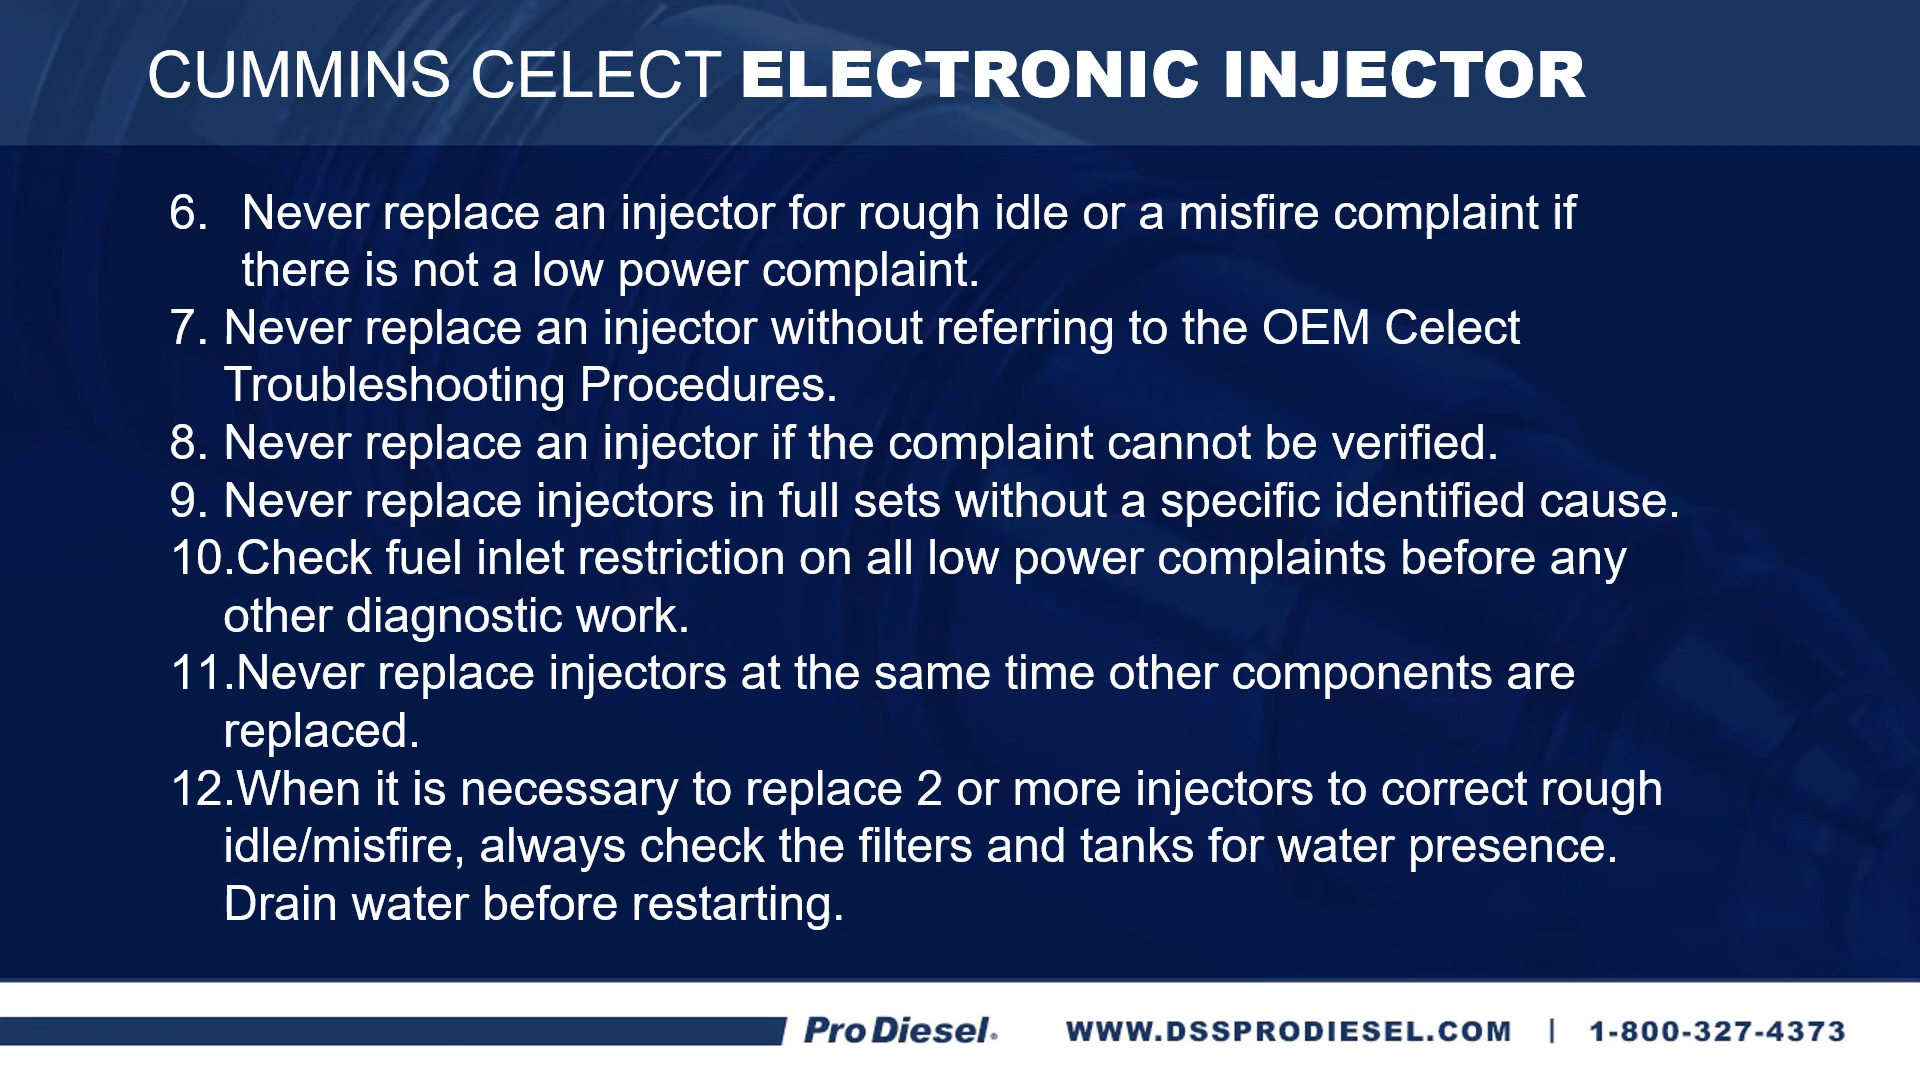 CUMMINS CELECT ELECTRONIC INJECTOR
6. Never replace an injector for rough idle or a misfire complaint if
there is not a low power complaint.
7. Never replace an injector without referring to the OEM Celect
Troubleshooting Procedures.
8. Never replace an injector if the complaint cannot be verified.
9. Never replace injectors in full sets without a specific identified cause.
10.Check fuel inlet restriction on all low power complaints before any
other diagnostic work.
11.Never replace injectors at the same time other components are
replaced.
12.When it is necessary to replace 2 or more injectors to correct rough
idle/misfire, always check the filters and tanks for water presence.
Drain water before restarting.
Pro Diesel® WWW.DSSPRODIESEL.COM | 1-800-327-4373